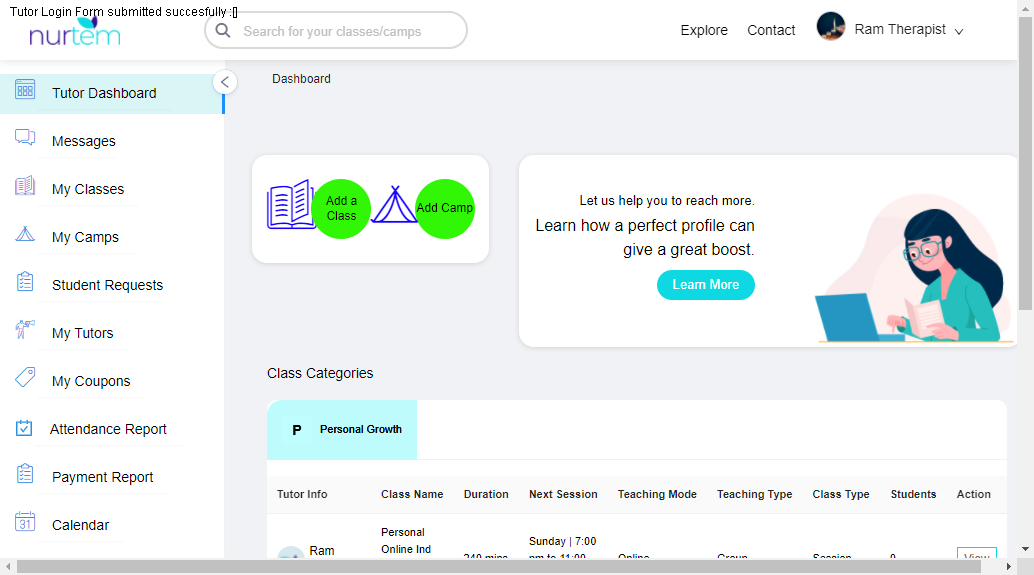 Tutor Login Form submitted succesfully :[]
nurtem
Search for your classes/camps
Explore
Contact
Ram Therapist
Tutor Dashboard
Messages
My Classes
My Camps
Student Requests
My Tutors
My Coupons
Attendance Report
Payment Report
31
Calendar
Dashboard
Add a
Class
Add Camp
Let us help you to reach more.
Learn how a perfect profile can
give a great boost.
Learn More
Class Categories
P
Personal Growth
Tutor Info
Class Name
Duration
Next Session
Teaching Mode
Teaching Type
Class Type
Students
Action
Ram
Personal
Online Ind
240 mins
Sunday | 7:00
pm to 11:00
Online
Group
Session
0
View